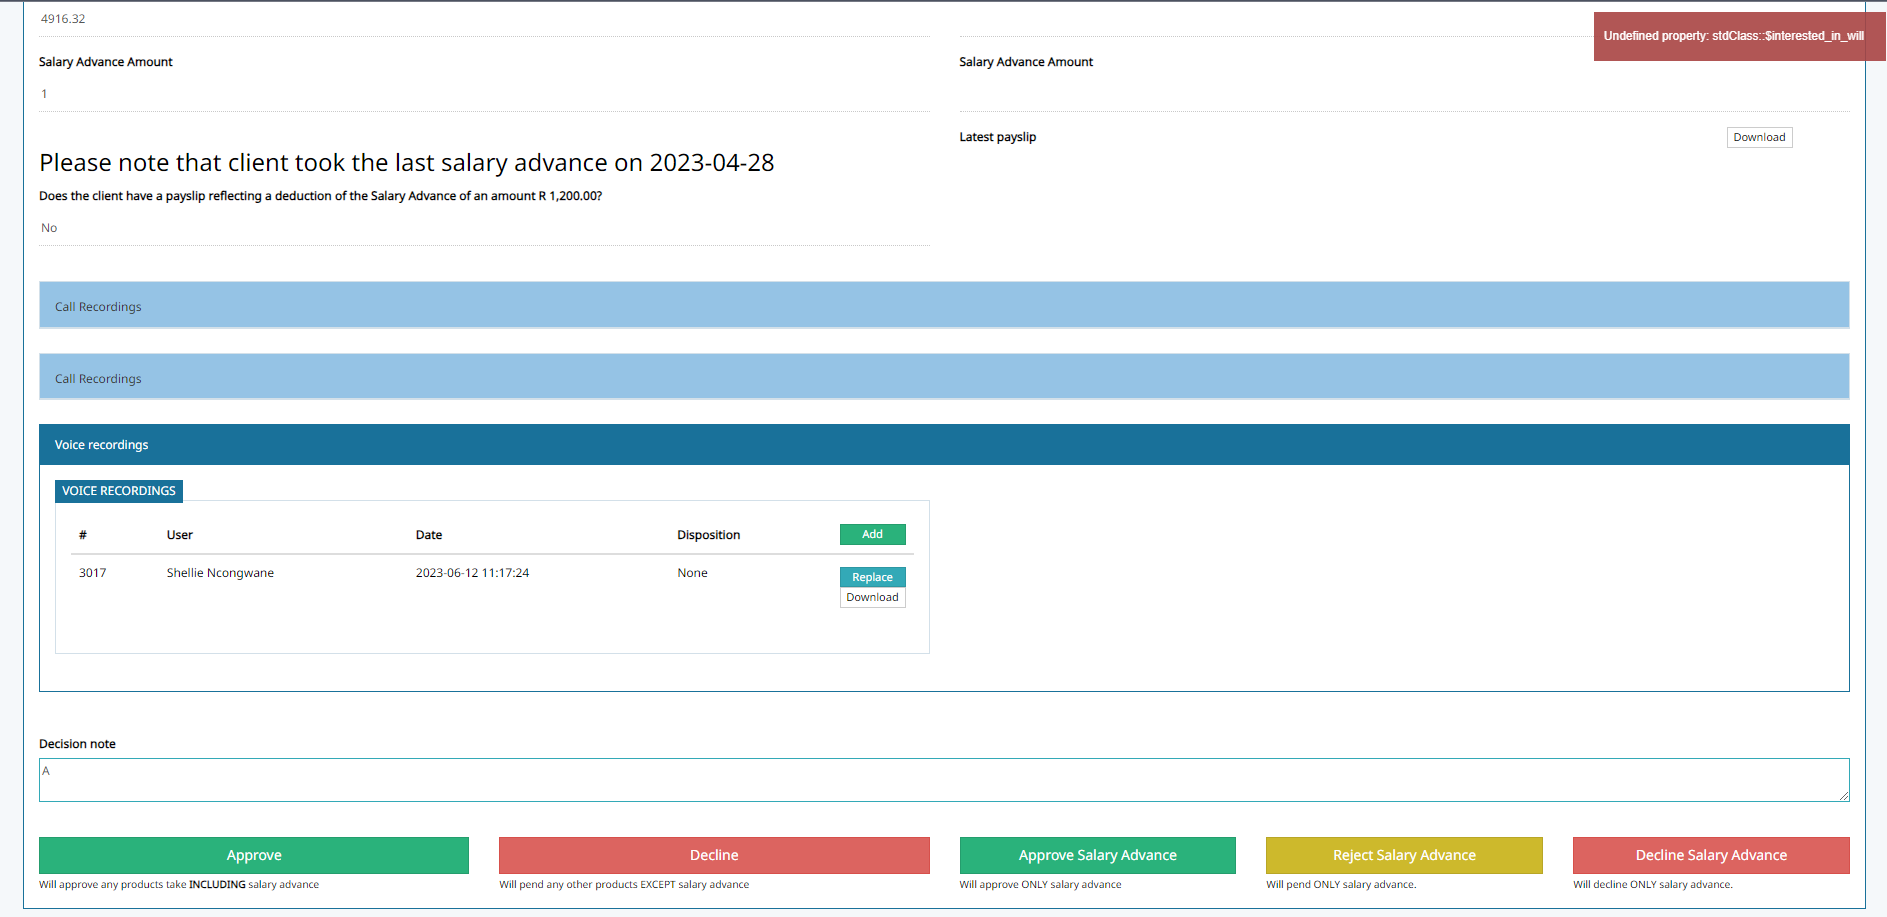 4916.32
Undefined property: stdClass::$interested_in_will
Salary Advance Amount
Salary Advance Amount
1
Latest payslip
Download
Please note that client took the last salary advance on 2023-04-28
Does the client have a payslip reflecting a deduction of the Salary Advance of an amount R 1,200.00?
No
Call Recordings
Call Recordings
Voice recordings
VOICE RECORDINGS
# User Date Disposition Add
3017 Shellie Ncongwane 2023-06-12 11:17:24 None Replace
Download
Decision note
A
Approve Decline Approve Salary Advance Reject Salary Advance Decline Salary Advance
Will approve any products take INCLUDING salary advance Will pend any other products EXCEPT salary advance Will approve ONLY salary advance Will pend ONLY salary advance. Will decline ONLY salary advance.